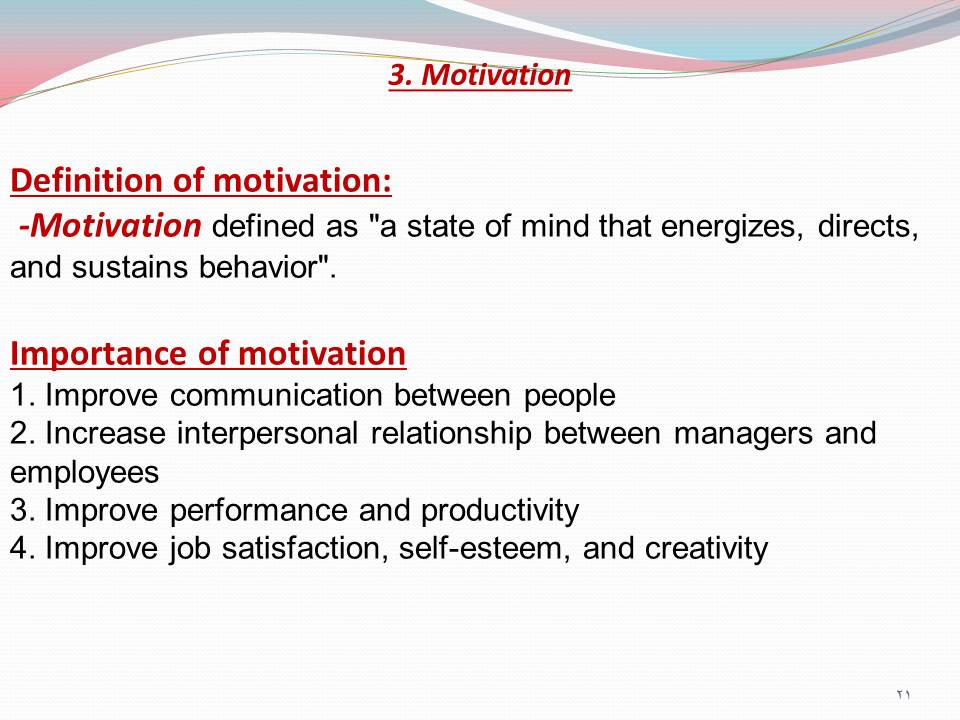 3. Motivation
Definition of motivation:
-Motivation defined as "a state of mind that energizes, directs,
and sustains behavior".
Importance of motivation
1. Improve communication between people
2. Increase interpersonal relationship between managers and
employees
3. Improve performance and productivity
4. Improve job satisfaction, self-esteem, and creativity
٢١